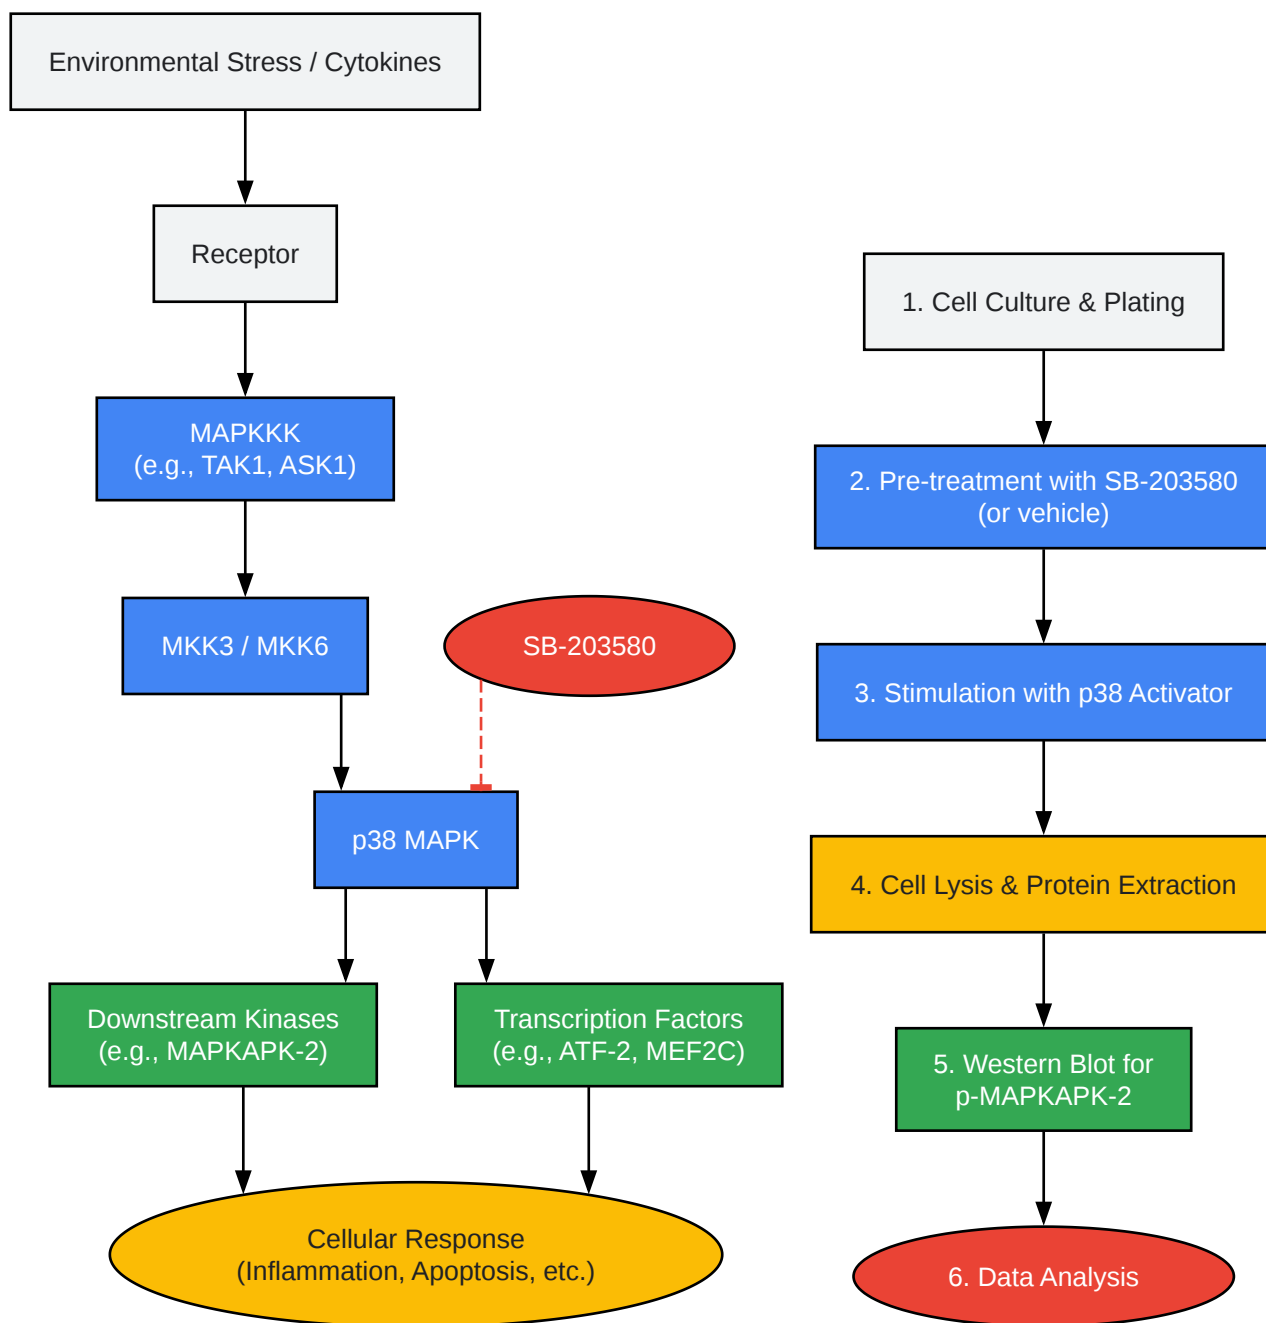 Environmental Stress / Cytokines
Receptor
MAPKKK
(e.g., TAK1, ASK1)
MKK3 / MKK6
SB-203580
p38 MAPK
Downstream Kinases
(e.g., MAPKAPK-2)
Transcription Factors
(e.g., ATF-2, MEF2C)
Cellular Response
(Inflammation, Apoptosis, etc.)
1. Cell Culture & Plating
2. Pre-treatment with SB-203580
(or vehicle)
3. Stimulation with p38 Activator
4. Cell Lysis & Protein Extraction
5. Western Blot for
p-MAPKAPK-2
6. Data Analysis